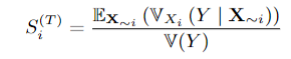 $$S_i^{(T)} = \frac{\mathbb{E}_{\mathbf{X}_{\sim i}} \left( \mathbb{V}_{X_i} \left( Y \mid \mathbf{X}_{\sim i} \right) \right)}{\mathbb{V}(Y)}$$